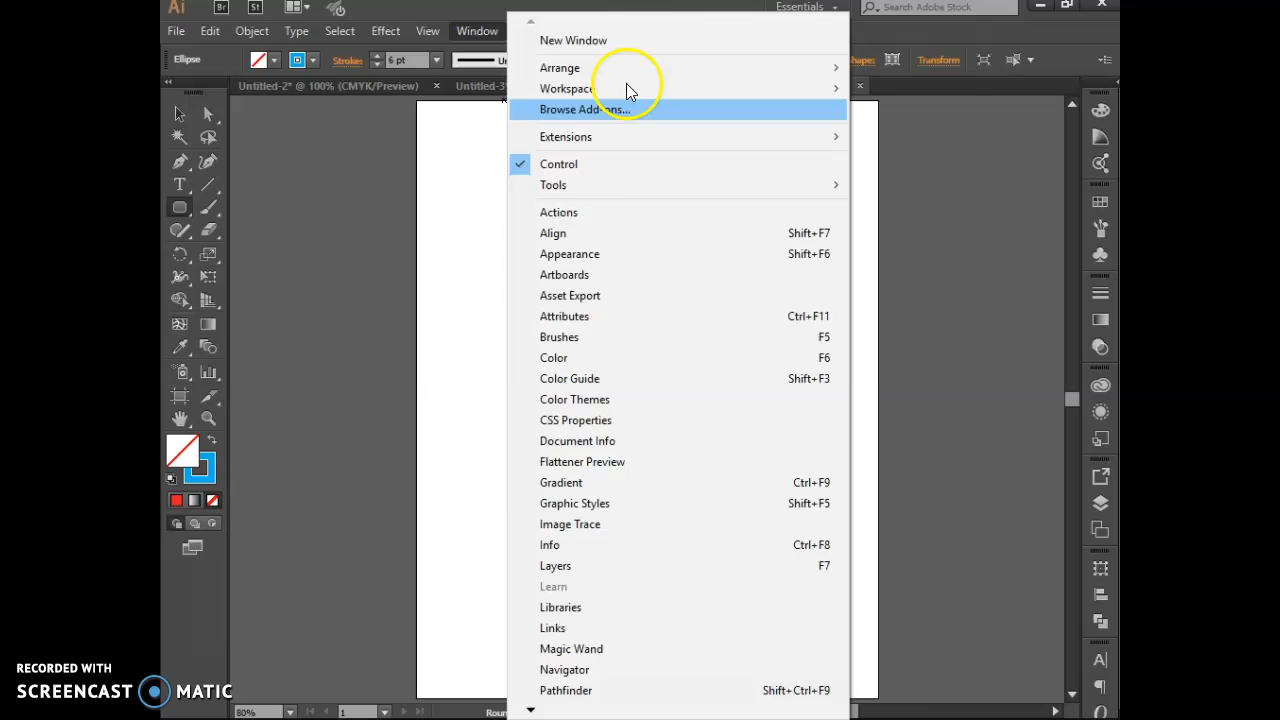 Ai Br St Essentials Search Adobe Stock
File Edit Object Type Select Effect View Window
Ellipse Stroke: 6 pt Shape: Transform
Untitled-2* @ 100% (CMYK/Preview) × Untitled-3 ×
New Window
Arrange
Workspace
Browse Add-ons...
Extensions
Control
Tools
Actions
Align Shift+F7
Appearance Shift+F6
Artboards
Asset Export
Attributes Ctrl+F11
Brushes F5
Color F6
Color Guide Shift+F3
Color Themes
CSS Properties
Document Info
Flattener Preview
Gradient Ctrl+F9
Graphic Styles Shift+F5
Image Trace
Info Ctrl+F8
Layers F7
Learn
Libraries
Links
Magic Wand
Navigator
Pathfinder Shift+Ctrl+F9
80% 1 Roun
RECORDED WITH
SCREENCAST MATIC